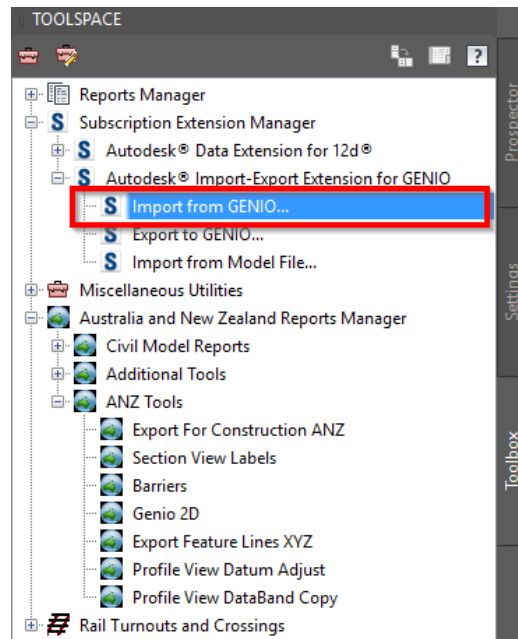 TOOLSPACE
Reports Manager
Subscription Extension Manager
Autodesk® Data Extension for 12d®
Autodesk® Import-Export Extension for GENIO
Import from GENIO...
Export to GENIO...
Import from Model File...
Miscellaneous Utilities
Australia and New Zealand Reports Manager
Civil Model Reports
Additional Tools
ANZ Tools
Export For Construction ANZ
Section View Labels
Barriers
Genio 2D
Export Feature Lines XYZ
Profile View Datum Adjust
Profile View DataBand Copy
Rail Turnouts and Crossings
Prospector
Settings
Toolbox